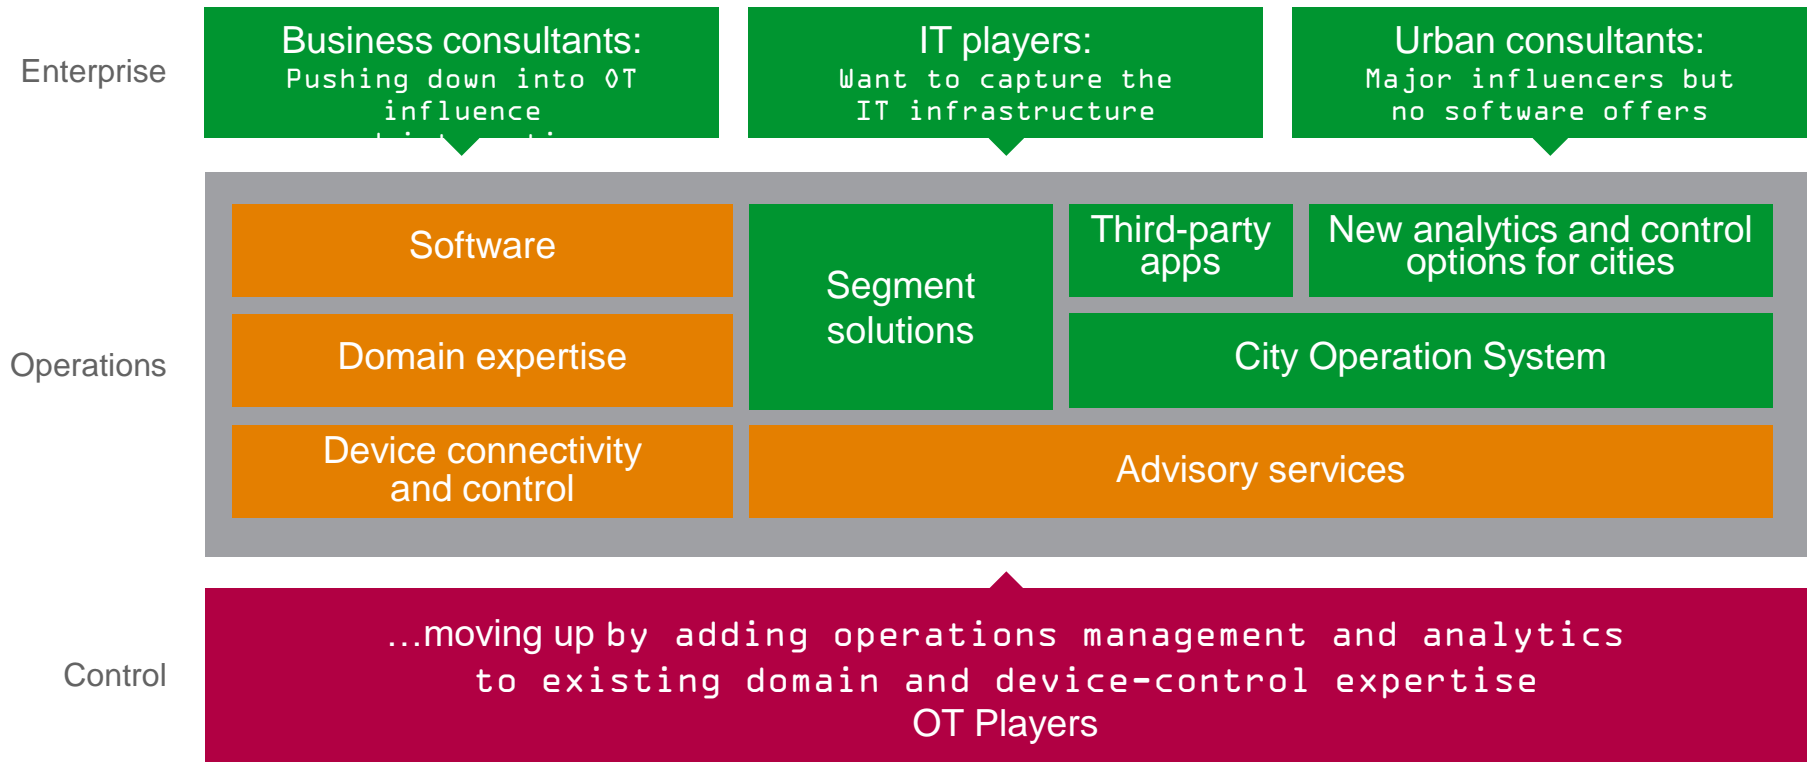 Enterprise
Business consultants:
Pushing down into OT
influence
IT players:
Want to capture the
IT infrastructure
Urban consultants:
Major influencers but
no software offers
Operations
Software
Domain expertise
Device connectivity
and control
Segment
solutions
Third-party
apps
New analytics and control
options for cities
City Operation System
Advisory services
Control
…moving up by adding operations management and analytics
to existing domain and device-control expertise
OT Players